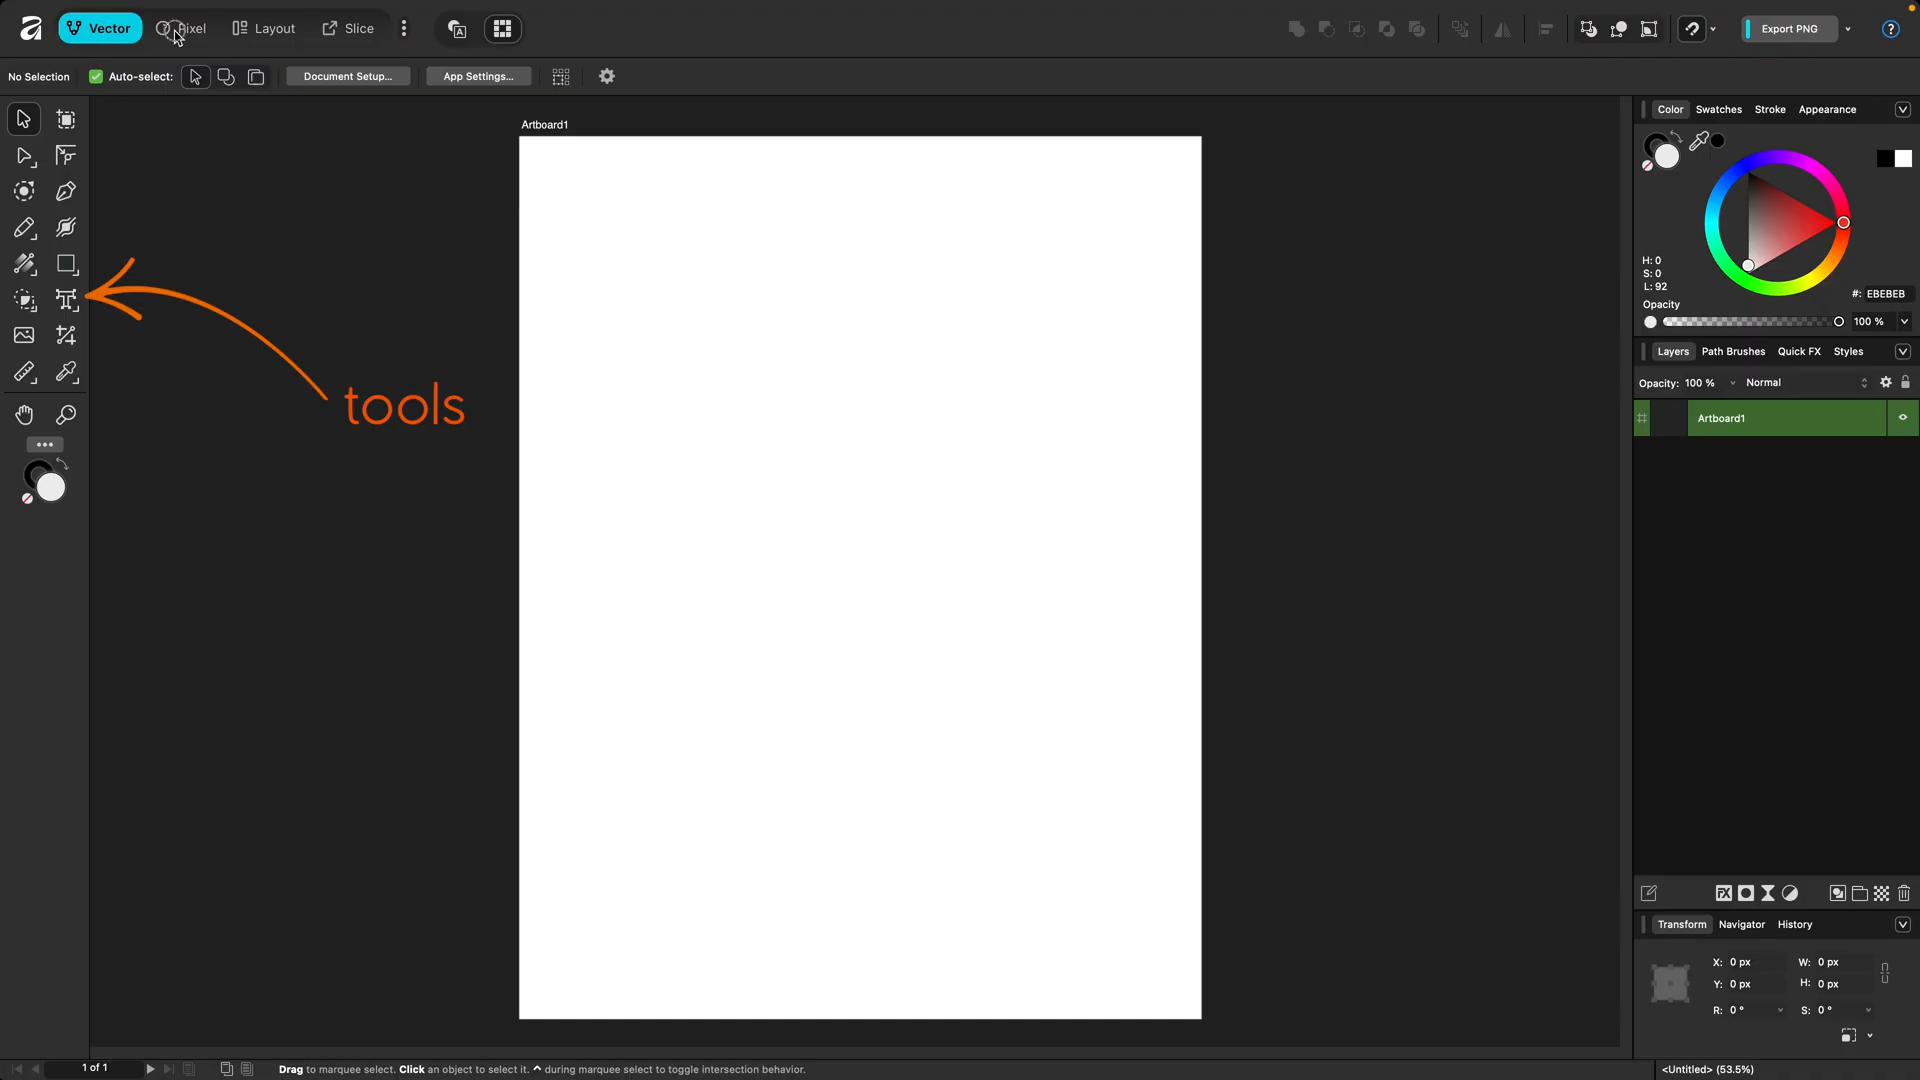 Vector Pixel Layout Slice
Export PNG
No Selection Auto-select: Document Setup... App Settings...
Color Swatches Stroke Appearance
Artboard1
H: 0
S: 0
L: 92
#: EBEBEB
Opacity
100 %
tools
Layers Path Brushes Quick FX Styles
Opacity: 100 % Normal
Artboard1
Transform Navigator History
X: 0 px W: 0 px
Y: 0 px H: 0 px
R: 0 ° S: 0 °
1 of 1
Drag to marquee select. Click an object to select it. ^ during marquee select to toggle intersection behavior.
<Untitled> (53.5%)